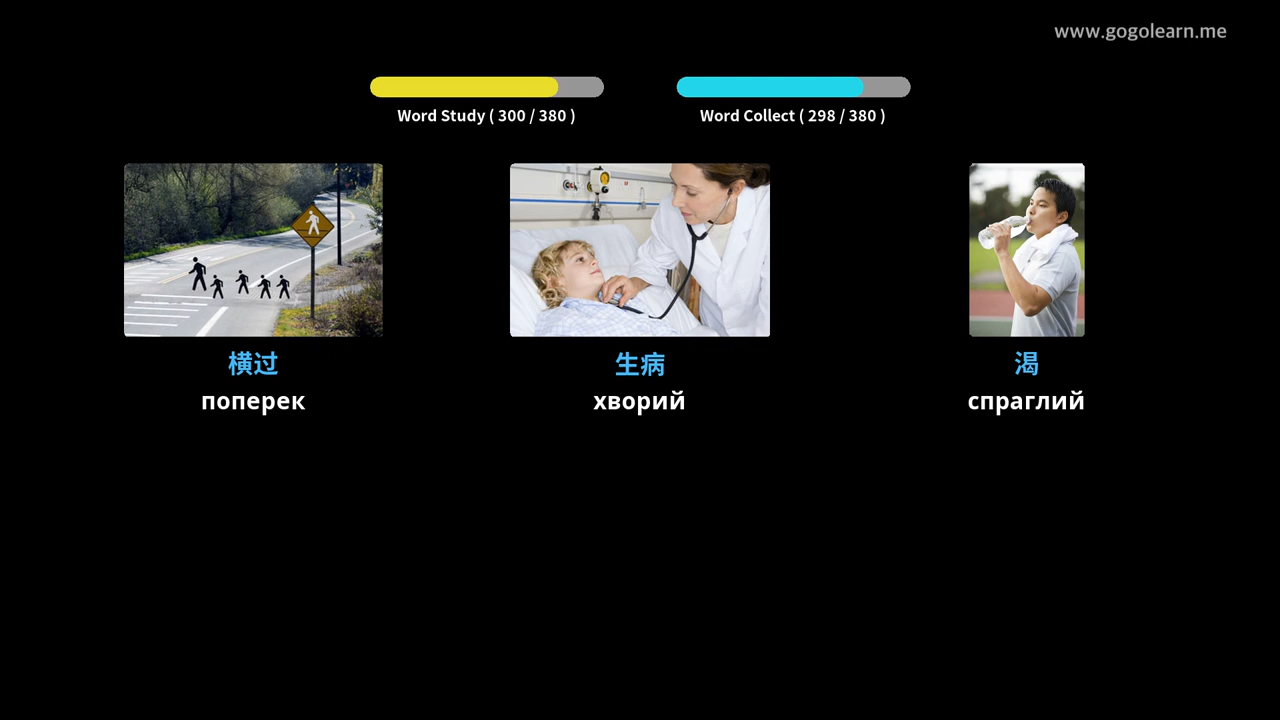 www.gogolearn.me
Word Study ( 300 / 380 )
Word Collect ( 298 / 380 )
横过
生病
渴
поперек
хворий
спраглий